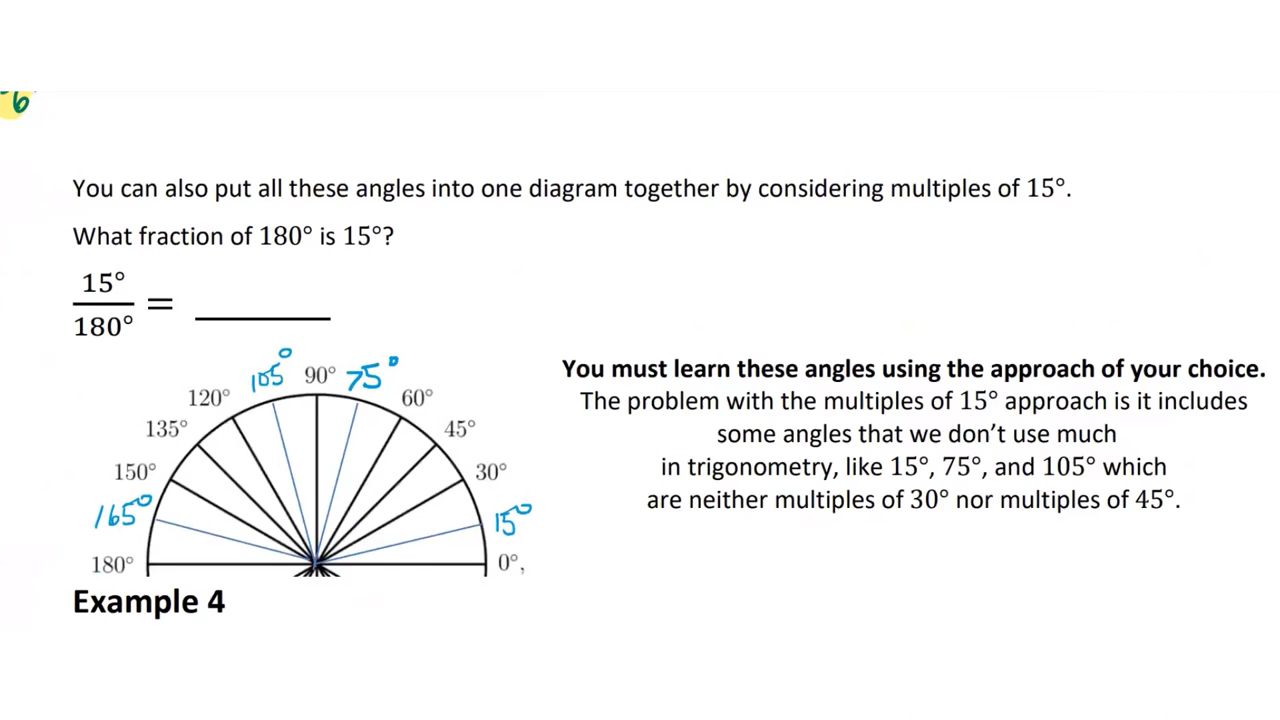 6
You can also put all these angles into one diagram together by considering multiples of 15°.
What fraction of 180° is 15°?
15°
180°
= ________
105° 90° 75°
120° 60°
135° 45°
150° 30°
165° 15°
180° 0°,
You must learn these angles using the approach of your choice.
The problem with the multiples of 15° approach is it includes
some angles that we don’t use much
in trigonometry, like 15°, 75°, and 105° which
are neither multiples of 30° nor multiples of 45°.
Example 4